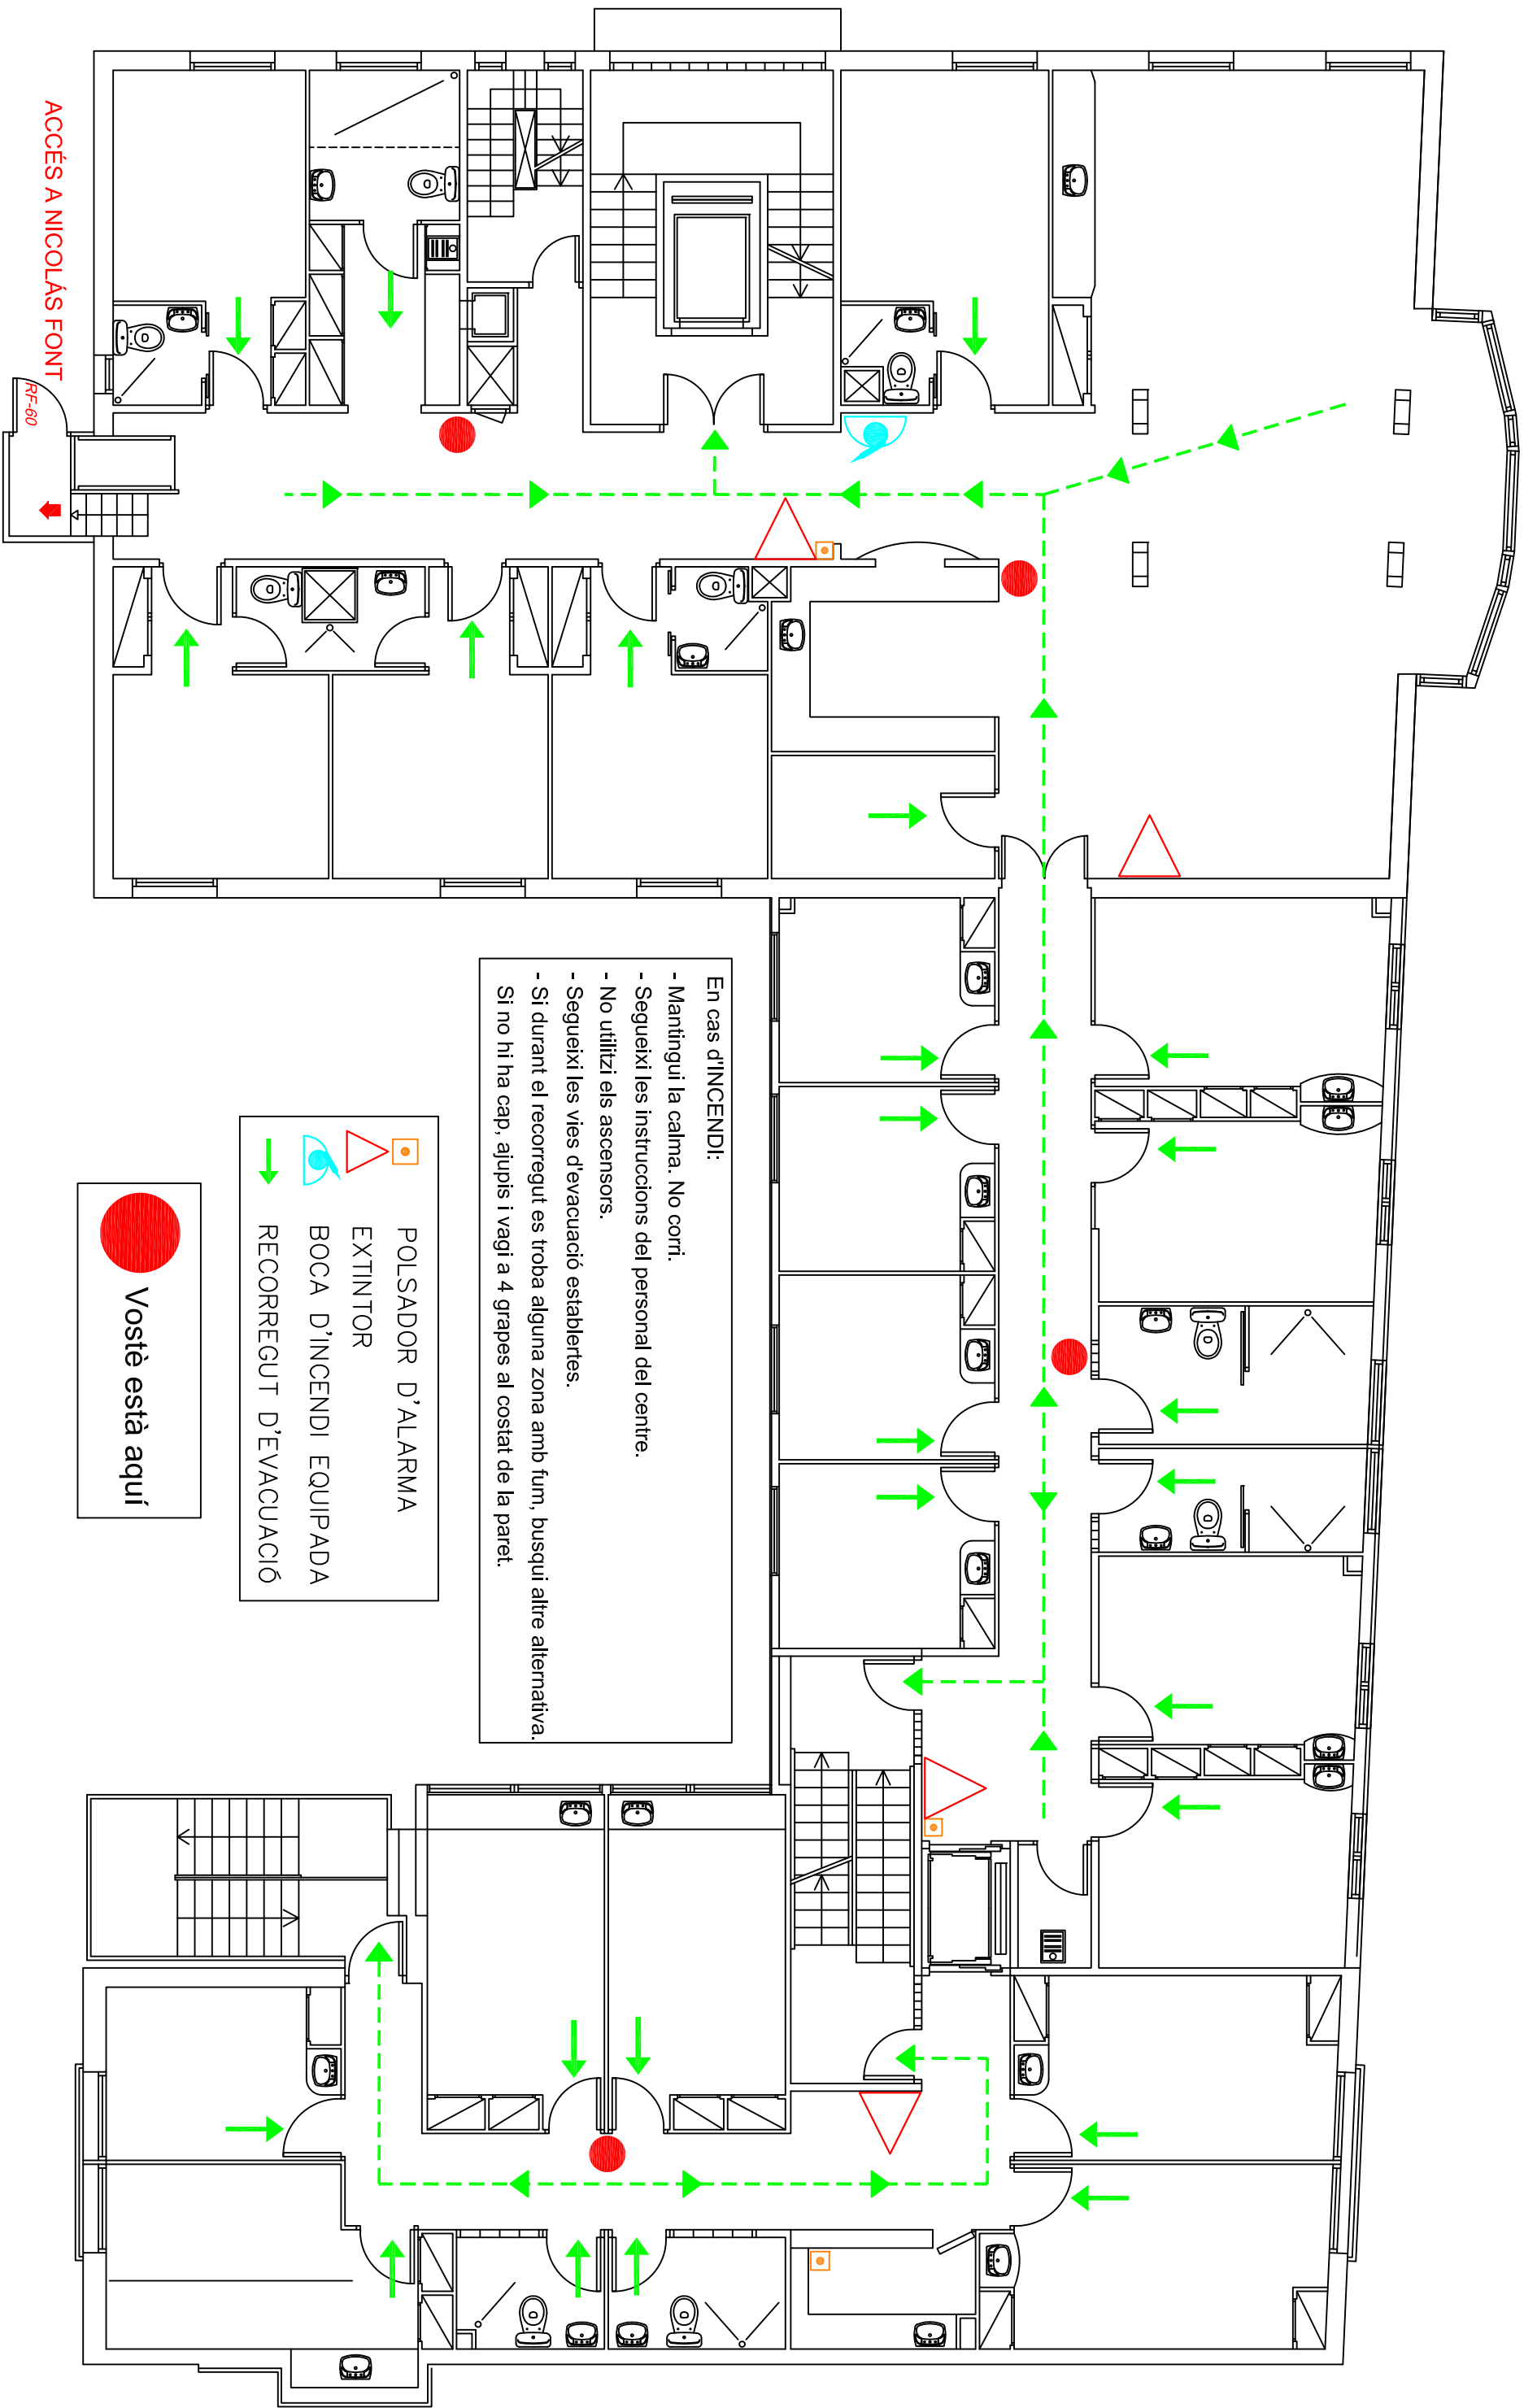 ACCÉS A NICOLÁS FONT
RF-60
En cas d'INCENDI:
- Mantingui la calma. No corri.
- Segueixi les instruccions del personal del centre.
- No utilitzi els ascensors.
- Segueixi les vies d'evacuació establertes.
- Si durant el recorregut es troba alguna zona amb fum, busqui altre alternativa.
Si no hi ha cap, ajupis i vagi a 4 grapes al costat de la paret.
POLSADOR D'ALARMA
EXTINTOR
BOCA D'INCENDI EQUIPADA
RECORREGUT D'EVACUACIÓ
Vostè està aquí